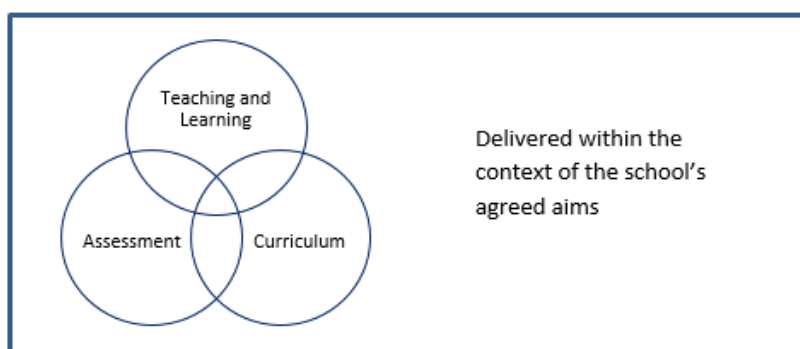 Teaching and
Learning
Assessment
Curriculum
Delivered within the
context of the school’s
agreed aims